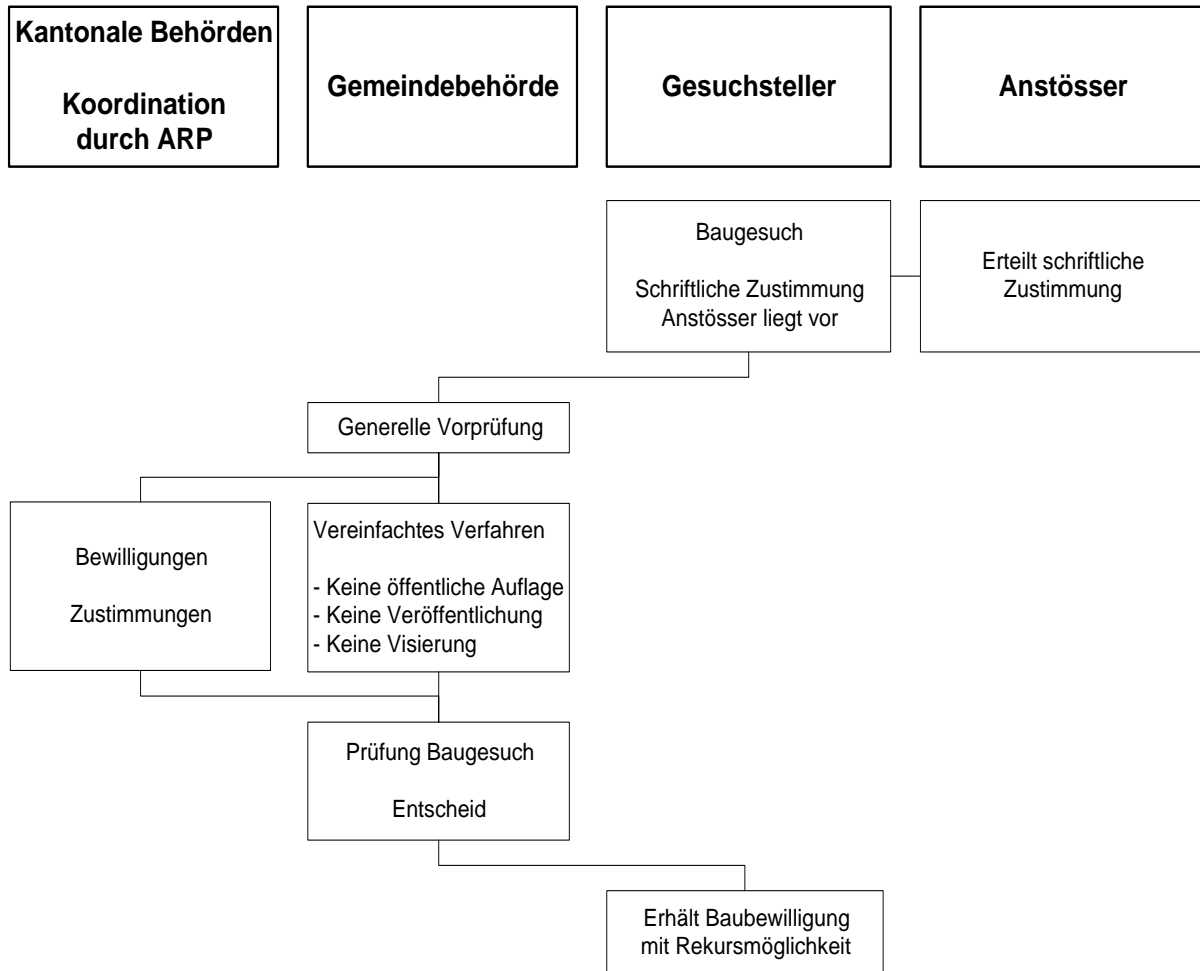 Kantonale Behörden
Koordination
durch ARP
Gemeindebehörde
Gesuchsteller
Anstösser
Baugesuch
Schriftliche Zustimmung
Anstösser liegt vor
Erteilt schriftliche
Zustimmung
Generelle Vorprüfung
Bewilligungen
Zustimmungen
Vereinfachtes Verfahren
- Keine öffentliche Auflage
- Keine Veröffentlichung
- Keine Visierung
Prüfung Baugesuch
Entscheid
Erhält Baubewilligung
mit Rekursmöglichkeit